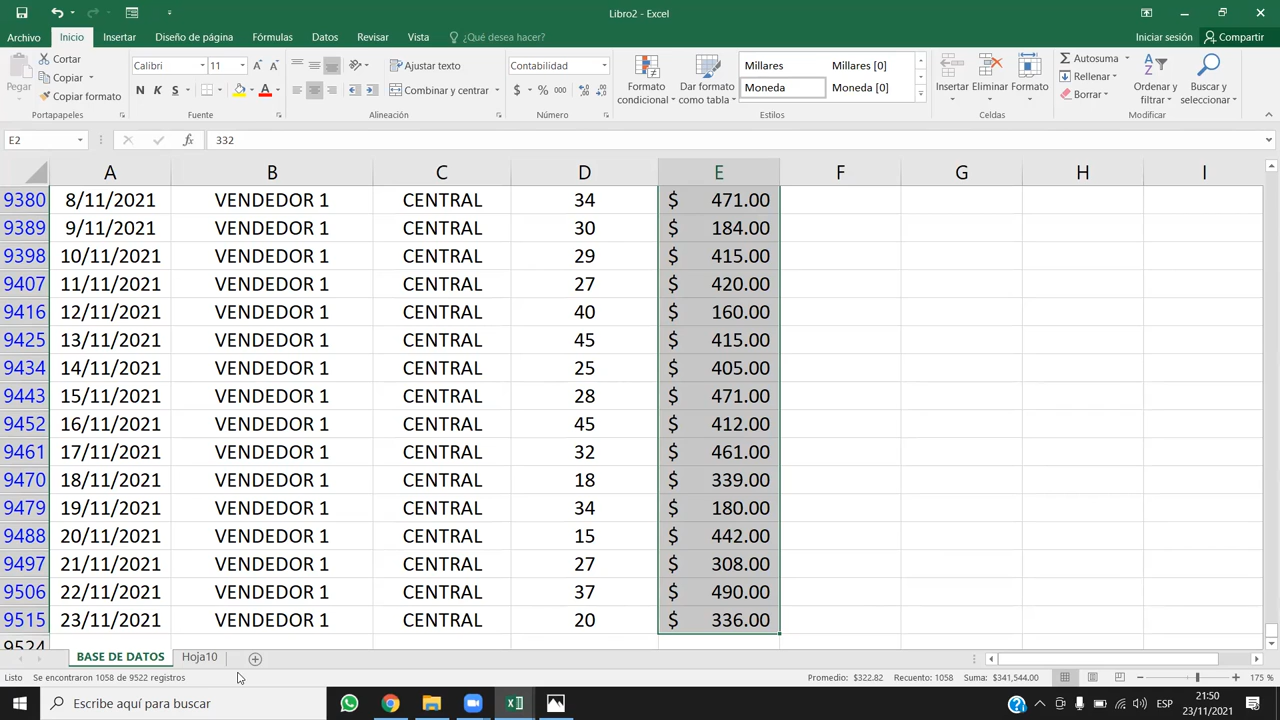 Libro2 - Excel
Archivo Inicio Insertar Diseño de página Fórmulas Datos Revisar Vista ¿Qué desea hacer? Iniciar sesión Compartir
Pegar Cortar Copiar Copiar formato
Calibri 11
N K S
Ajustar texto
Combinar y centrar
Contabilidad
$ % 000
Formato condicional
Dar formato como tabla
Millares Millares [0]
Moneda Moneda [0]
Insertar Eliminar Formato
Autosuma
Rellenar
Borrar
Ordenar y filtrar
Buscar y seleccionar
Portapapeles Fuente Alineación Número Estilos Celdas Modificar
E2 fx 332
A B C D E F G H I
9380 8/11/2021 VENDEDOR 1 CENTRAL 34 $ 471.00
9389 9/11/2021 VENDEDOR 1 CENTRAL 30 $ 184.00
9398 10/11/2021 VENDEDOR 1 CENTRAL 29 $ 415.00
9407 11/11/2021 VENDEDOR 1 CENTRAL 27 $ 420.00
9416 12/11/2021 VENDEDOR 1 CENTRAL 40 $ 160.00
9425 13/11/2021 VENDEDOR 1 CENTRAL 45 $ 415.00
9434 14/11/2021 VENDEDOR 1 CENTRAL 25 $ 405.00
9443 15/11/2021 VENDEDOR 1 CENTRAL 28 $ 471.00
9452 16/11/2021 VENDEDOR 1 CENTRAL 45 $ 412.00
9461 17/11/2021 VENDEDOR 1 CENTRAL 32 $ 461.00
9470 18/11/2021 VENDEDOR 1 CENTRAL 18 $ 339.00
9479 19/11/2021 VENDEDOR 1 CENTRAL 34 $ 180.00
9488 20/11/2021 VENDEDOR 1 CENTRAL 15 $ 442.00
9497 21/11/2021 VENDEDOR 1 CENTRAL 27 $ 308.00
9506 22/11/2021 VENDEDOR 1 CENTRAL 37 $ 490.00
9515 23/11/2021 VENDEDOR 1 CENTRAL 20 $ 336.00
9524
BASE DE DATOS Hoja10
Listo Se encontraron 1058 de 9522 registros Promedio: $322.82 Recuento: 1058 Suma: $341,544.00 175 %
Escribe aquí para buscar ESP 21:50
23/11/2021